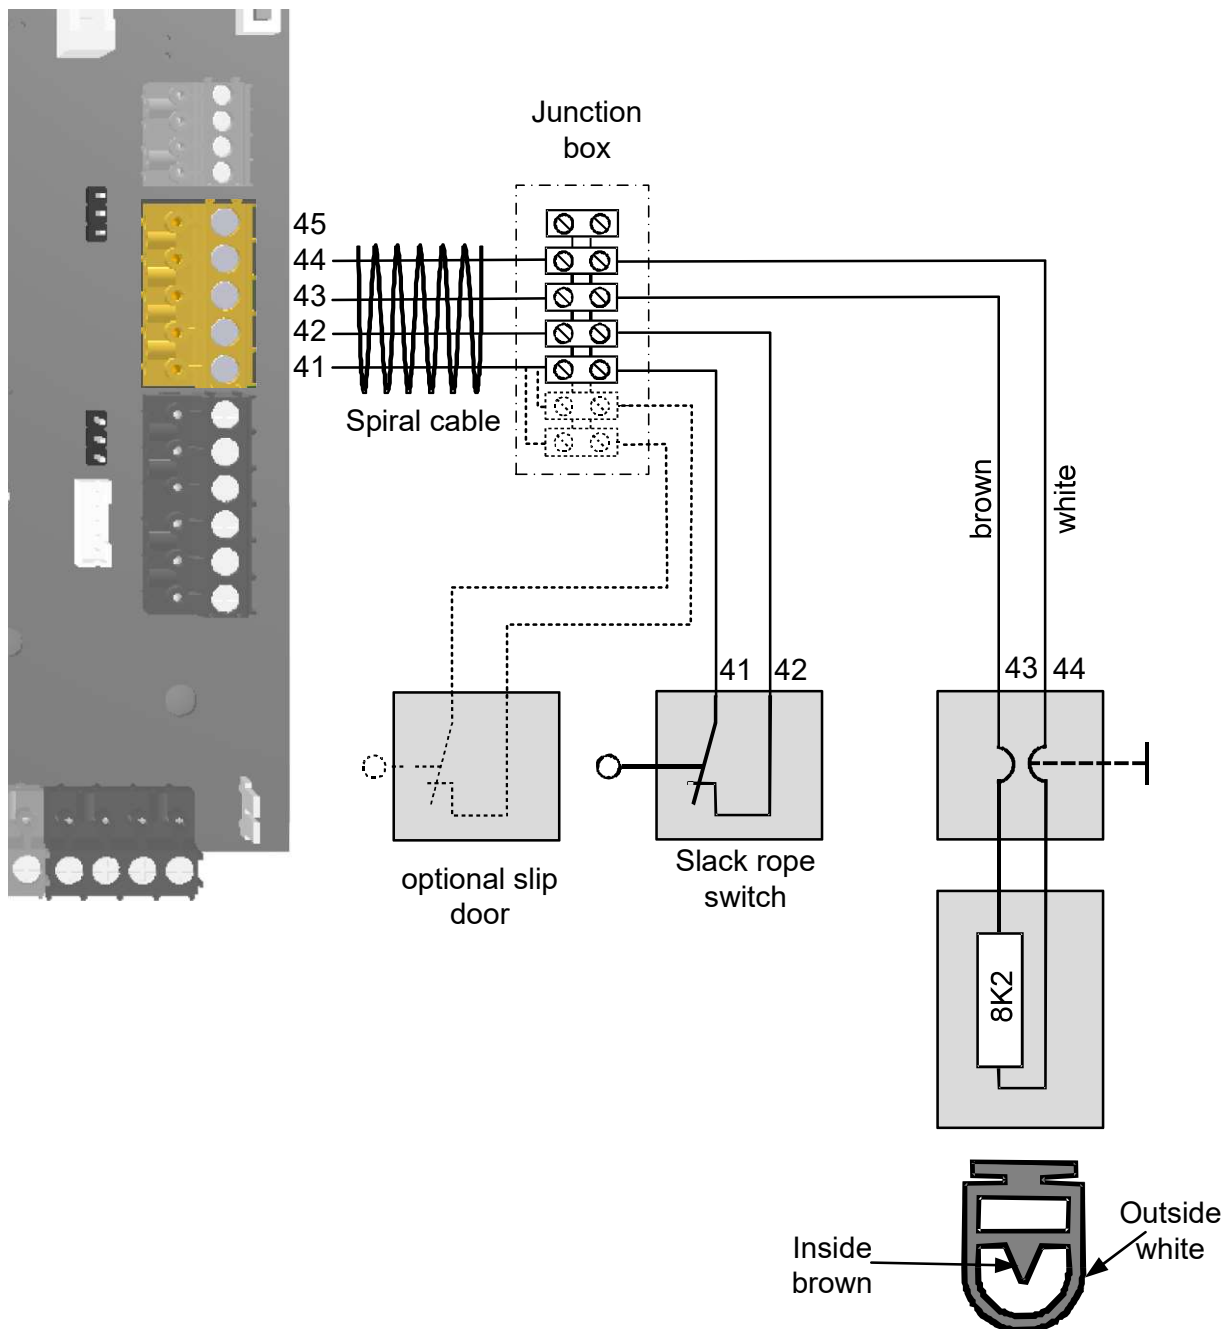 Junction
box
45
44
43
42
41
Spiral cable
brown
white
41
42
43
44
optional slip
door
Slack rope
switch
8K2
Inside
brown
Outside
white